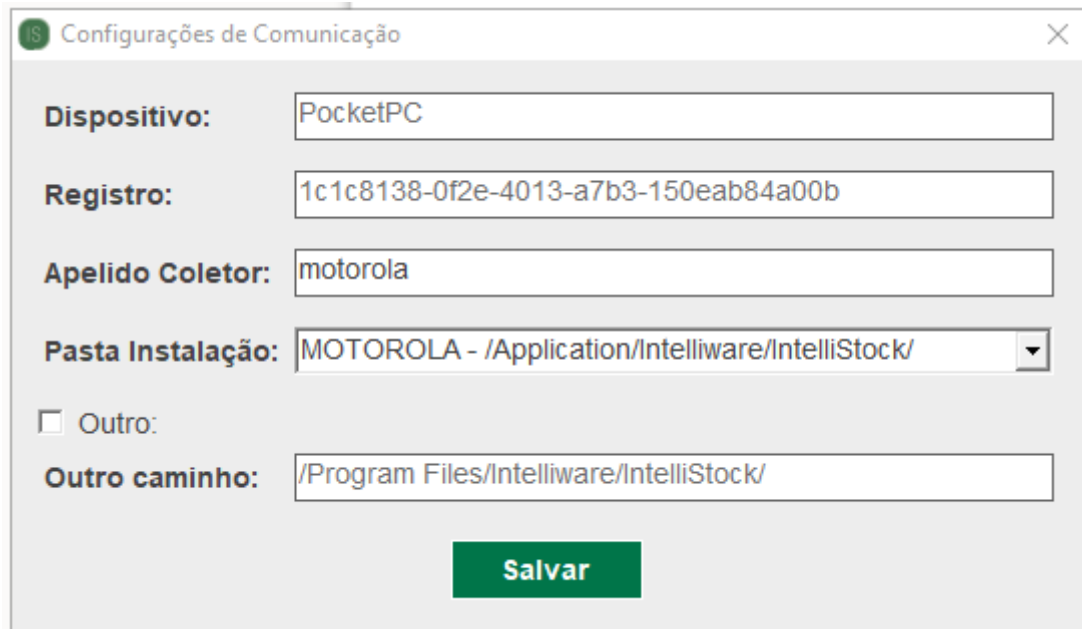 IS Configurações de Comunicação
Dispositivo: PocketPC
Registro: 1c1c8138-0f2e-4013-a7b3-150eab84a00b
Apelido Coletor: motorola
Pasta Instalação: MOTOROLA - /Application/Intelliware/IntelliStock/
Outro:
Outro caminho: /Program Files/Intelliware/IntelliStock/
Salvar